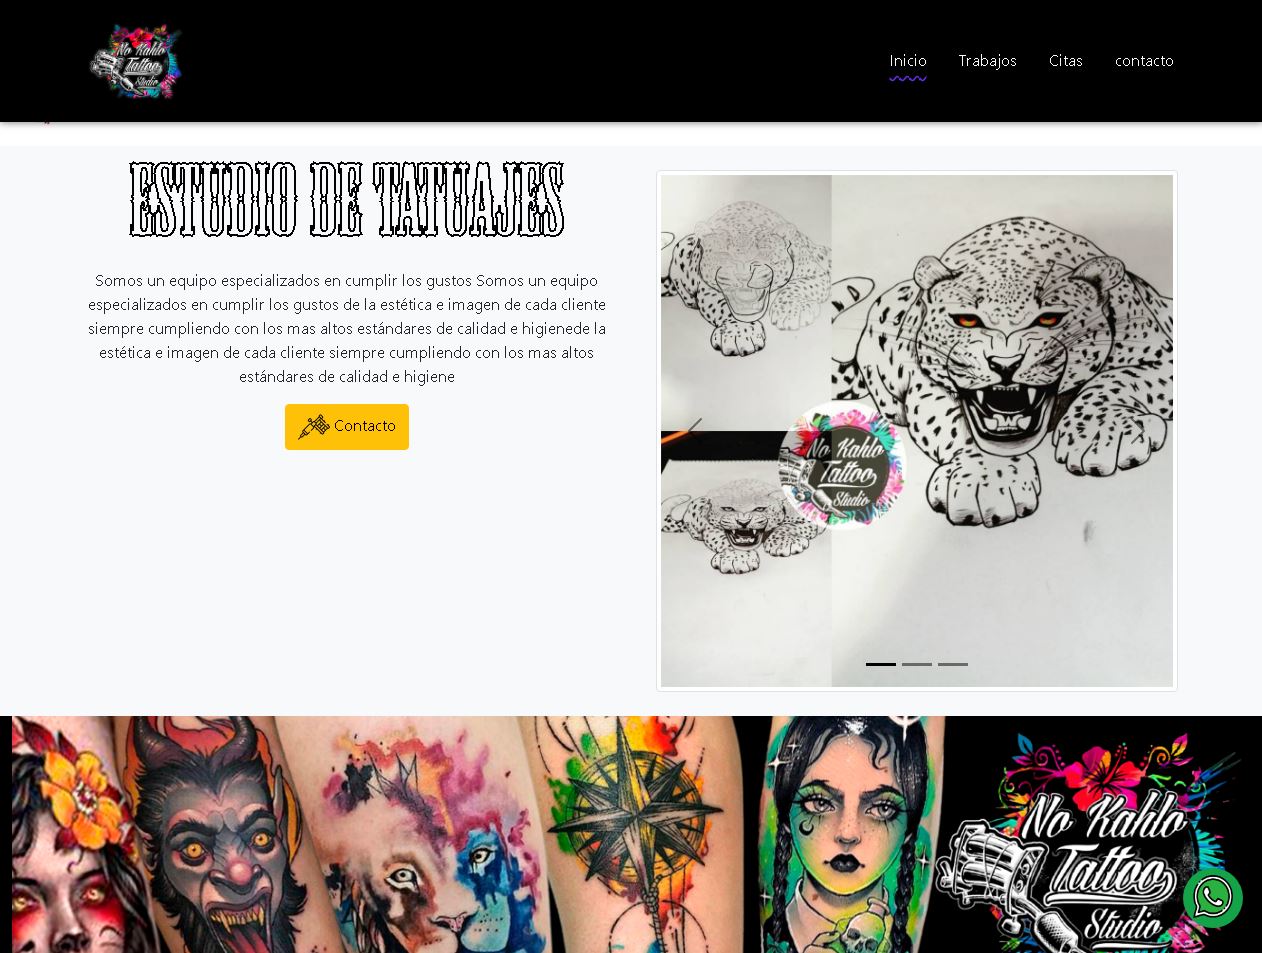 No Kahlo
Tattoo
Studio
Inicio
Trabajos
Citas
contacto
ESTUDIO DE TATUAJES
Somos un equipo especializados en cumplir los gustos Somos un equipo
especializados en cumplir los gustos de la estética e imagen de cada cliente
siempre cumpliendo con los mas altos estándares de calidad e higienede la
estética e imagen de cada cliente siempre cumpliendo con los mas altos
estándares de calidad e higiene
Contacto
No Kahlo
Tattoo
Studio
No Kahlo
Tattoo
Studio